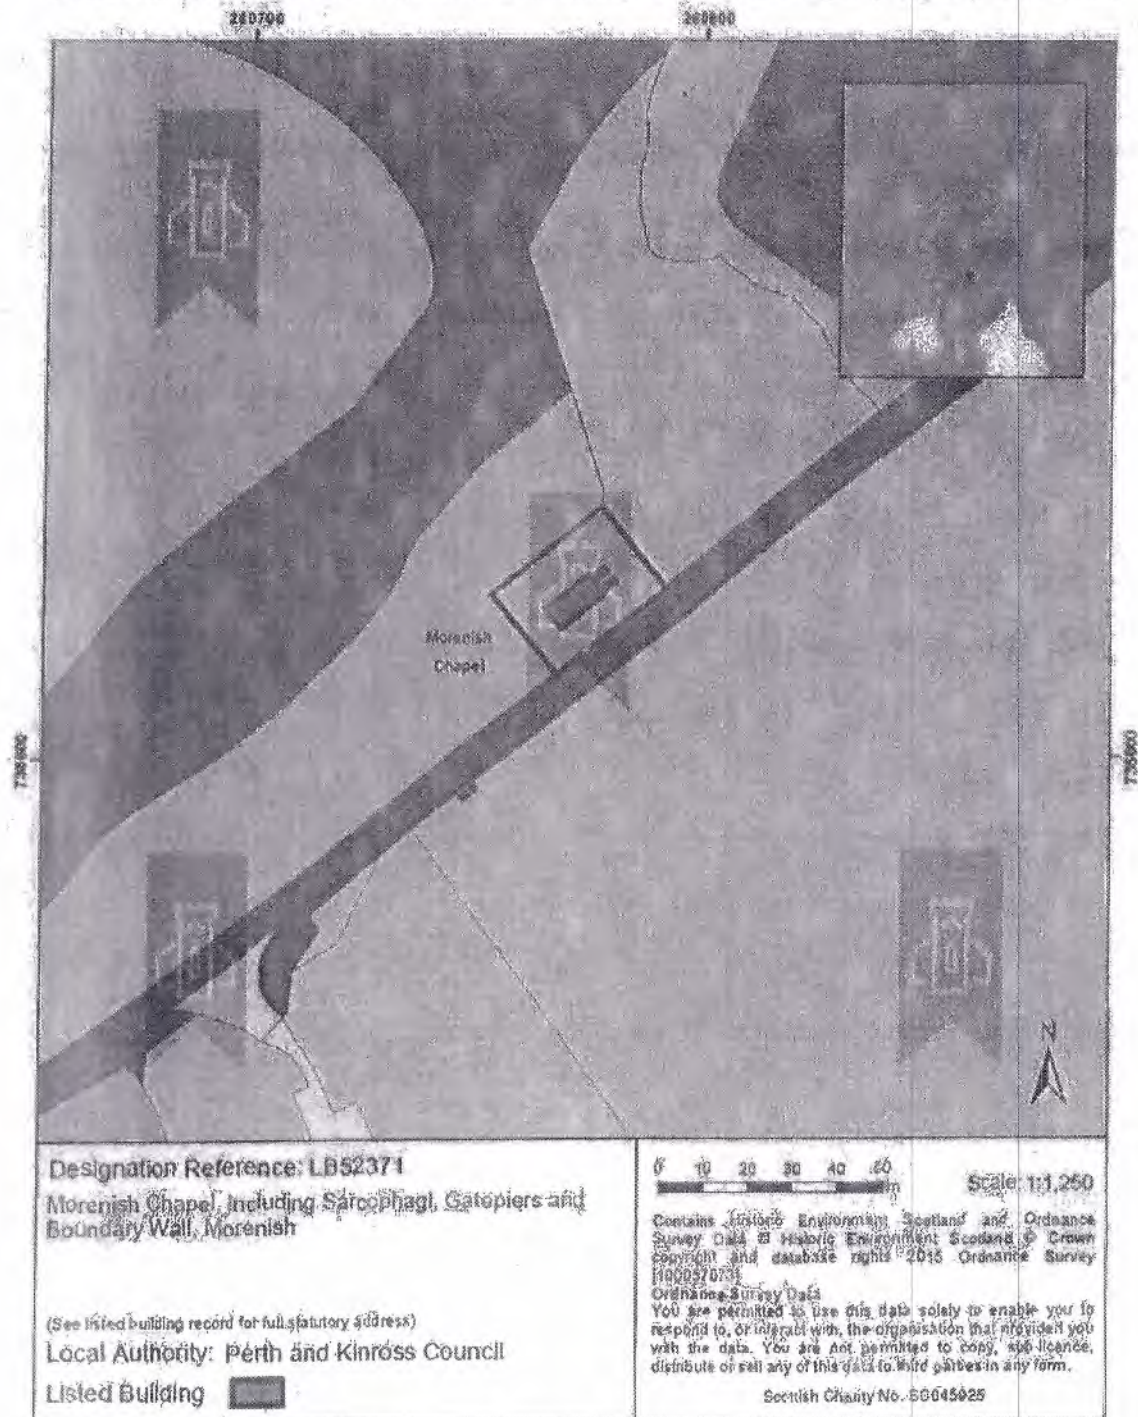 Morenish
Chapel
N
Designation Reference: LB52371
Morenish Chapel, Including Sarcophagi, Gatepiers and
Boundary Wall, Morenish
(See listed building record for full statutory address)
Local Authority: Perth and Kinross Council
Listed Building
0 10 20 30 40 50
m
Scale: 1:1,250
Contains Historic Environment Scotland and Ordnance
Survey Data © Historic Environment Scotland © Crown
copyright and database rights 2015 Ordnance Survey
Ordnance Survey Data
You are permitted to use this data solely to enable you to
respond to, or interact with, the organisation that provided you
with the data. You are not permitted to copy, sub-licence,
distribute or sell any of this data to third parties in any form.
Scottish Charity No. SC045925